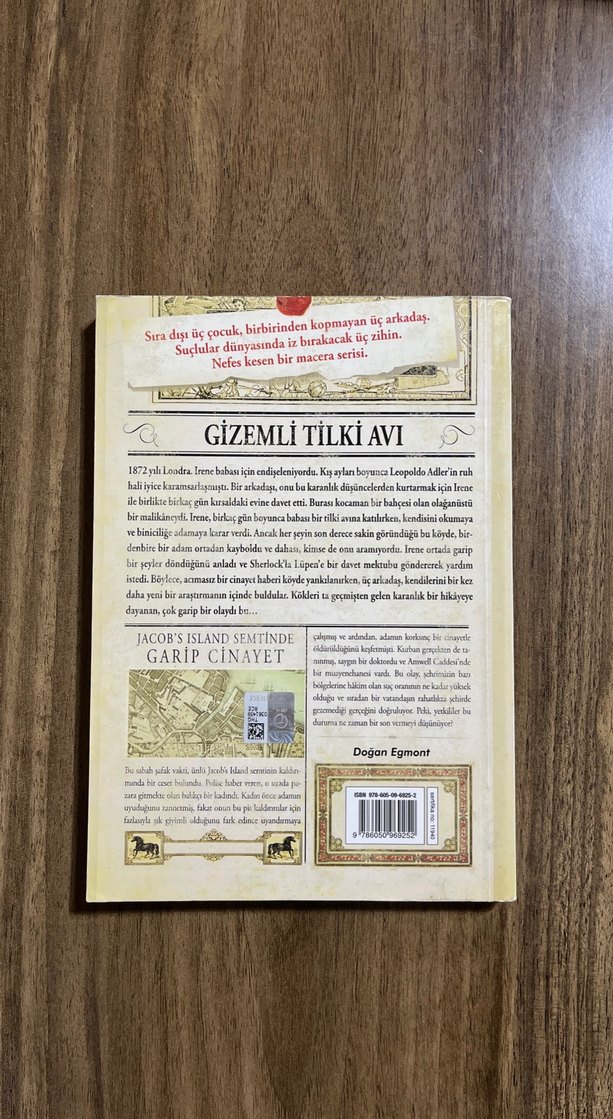 Sıra dışı üç çocuk, birbirinden kopmayan üç arkadaş.
Suçlular dünyasında iz bırakacak üç zihin.
Nefes kesen bir macera serisi.
GİZEMLİ TİLKİ AVI
1872 yılı Londra. Irene babası için endişeleniyordu. Kış ayları boyunca Leopoldo Adler'in ruh
hali iyice karamsarlaşmıştı. Bir arkadaşı, onu bu karanlık düşüncelerden kurtarmak için Irene
ile birlikte birkaç gün kırsaldaki evine davet etti. Burası kocaman bir bahçesi olan olağanüstü
bir malikâneydi. Irene, birkaç gün boyunca babası bir tilki avına katılırken, kendisini okumaya
ve biniciliğe adamaya karar verdi. Ancak her şeyin son derece sakin göründüğü bu köyde, bir-
denbire bir adam ortadan kayboldu ve dahası, kimse de onu aramıyordu. Irene ortada garip
bir şeyler döndüğünü anladı ve Sherlock'la Lüpen'e bir davet mektubu göndererek yardım
istedi. Böylece, acımasız bir cinayet haberi köyde yankılanırken, üç arkadaş, kendilerini bir kez
daha yeni bir araştırmanın içinde buldular. Kökleri ta geçmişten gelen karanlık bir hikâyeye
dayanan, çok garip bir olaydı bu...
JACOB'S ISLAND SEMTİNDE
GARİP CİNAYET
Bu sabah şafak vakti, ünlü Jacob's Island semtinin kaldırı-
mında bir ceset bulundu. Polise haber veren, o sırada pa-
zara gitmekte olan balıkçı bir kadındı. Kadın önce adamın
uyuduğunu zannetmiş, fakat onun bu pis kaldırımlar için
fazlasıyla şık giyimli olduğunu fark edince uyandırmaya
çalışmış ve ardından, adamın korkunç bir cinayetle
öldürüldüğünü keşfetmişti. Kurban gerçekten de ta-
nınmış, saygın bir doktordu ve Amwell Caddesi'nde
bir muayenehanesi vardı. Bu olay, şehrimizin bazı
bölgelerine hâkim olan suç oranının ne kadar yüksek
olduğu ve sıradan bir vatandaşın rahatlıkla şehirde
gezemediği gerçeğini doğruluyor. Peki, yetkililer bu
duruma ne zaman bir son vermeyi düşünüyor?
Doğan Egmont
ISBN 978-605-09-6925-2
9 786050 969252
sertifika no: 11940